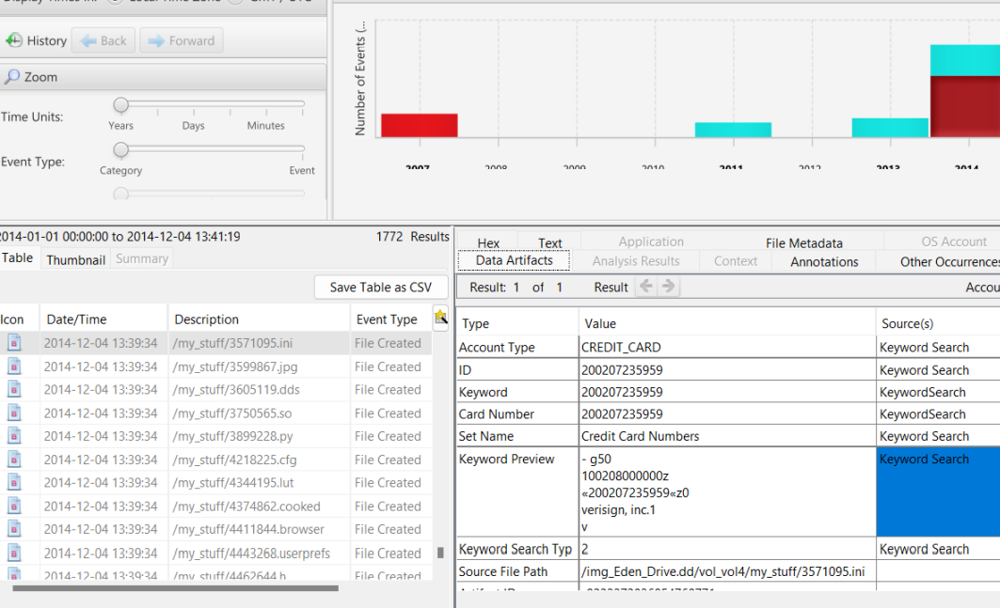 Display Times In: Local Time Zone GMT / UTC
History Back Forward
Zoom
Time Units:
Years Days Minutes
Event Type:
Category Event
Number of Events (...
2007 2008 2009 2010 2011 2012 2013 2014
2014-01-01 00:00:00 to 2014-12-04 13:41:19 1772 Results
Table Thumbnail Summary
Save Table as CSV
Icon Date/Time Description Event Type
2014-12-04 13:39:34 /my_stuff/3571095.ini File Created
2014-12-04 13:39:34 /my_stuff/3599867.jpg File Created
2014-12-04 13:39:34 /my_stuff/3605119.dds File Created
2014-12-04 13:39:34 /my_stuff/3750565.so File Created
2014-12-04 13:39:34 /my_stuff/3899228.py File Created
2014-12-04 13:39:34 /my_stuff/4218225.cfg File Created
2014-12-04 13:39:34 /my_stuff/4344195.lut File Created
2014-12-04 13:39:34 /my_stuff/4374862.cooked File Created
2014-12-04 13:39:34 /my_stuff/4411844.browser File Created
2014-12-04 13:39:34 /my_stuff/4443268.userprefs File Created
2014-12-04 13:39:34 /my_stuff/4462644.h File Created
Hex Text Application File Metadata OS Account
Data Artifacts Analysis Results Context Annotations Other Occurrences
Result: 1 of 1 Result Accou
Type Value Source(s)
Account Type CREDIT_CARD Keyword Search
ID 200207235959 Keyword Search
Keyword 200207235959 KeywordSearch
Card Number 200207235959 KeywordSearch
Set Name Credit Card Numbers Keyword Search
Keyword Preview - g50 Keyword Search
100208000000z
«200207235959«z0
verisign, inc.1
v
Keyword Search Typ 2 Keyword Search
Source File Path /img_Eden_Drive.dd/vol_vol4/my_stuff/3571095.ini